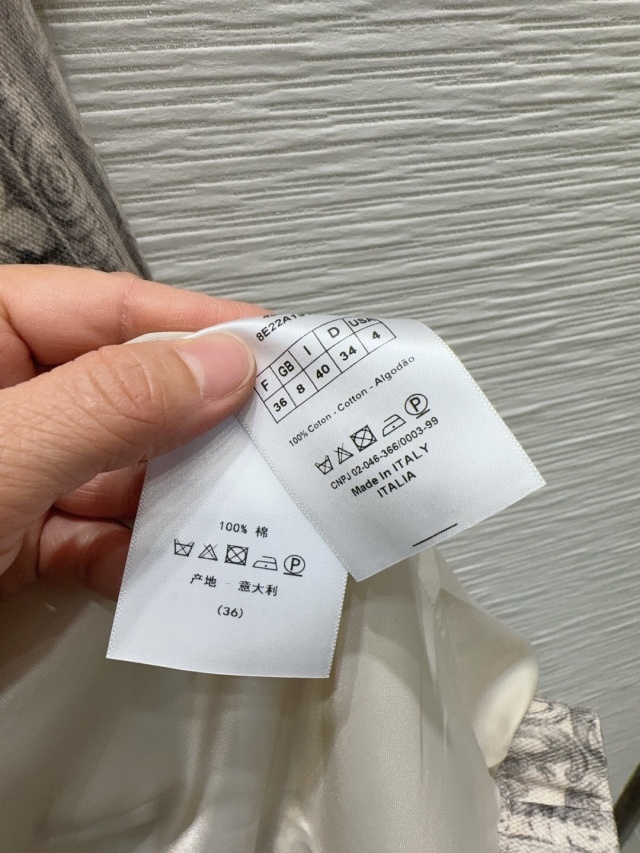 8E22A1
F GB I D USA
36 8 40 34 4
100% Coton - Cotton - Algodão
P
CNPJ 02-046-366/0003-99
Made In ITALY
ITALIA
100% 棉
P
产地 - 意大利
(36)